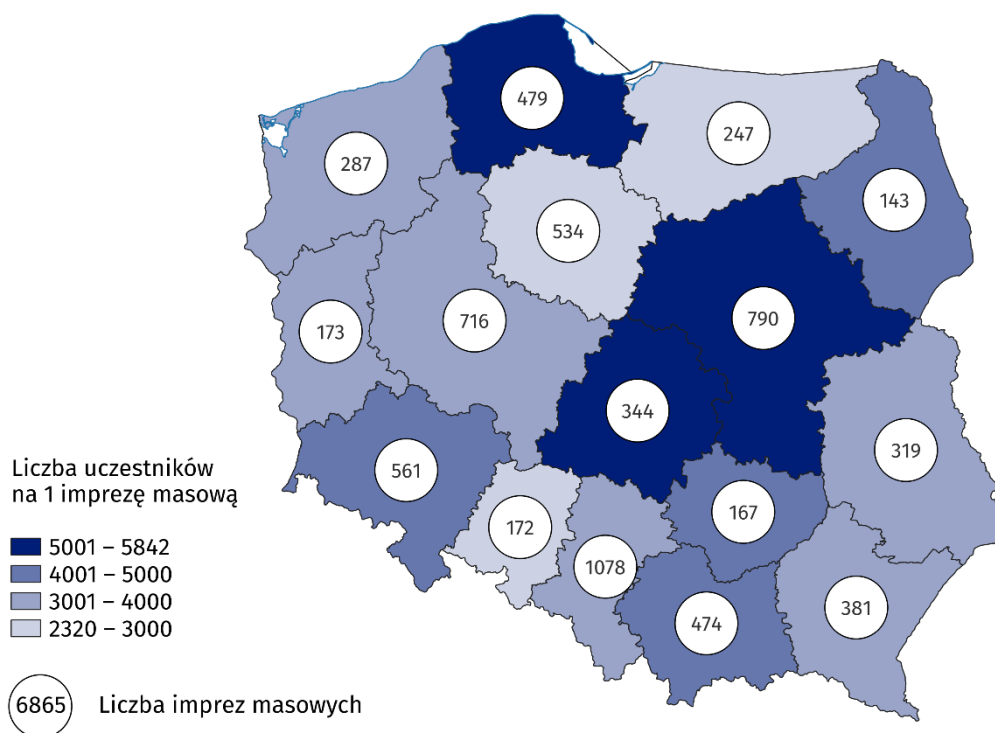 479
247
287
143
534
790
716
173
344
319
561
167
172
1078
381
474
Liczba uczestników
na 1 imprezę masową
5001 – 5842
4001 – 5000
3001 – 4000
2320 – 3000
6865 Liczba imprez masowych